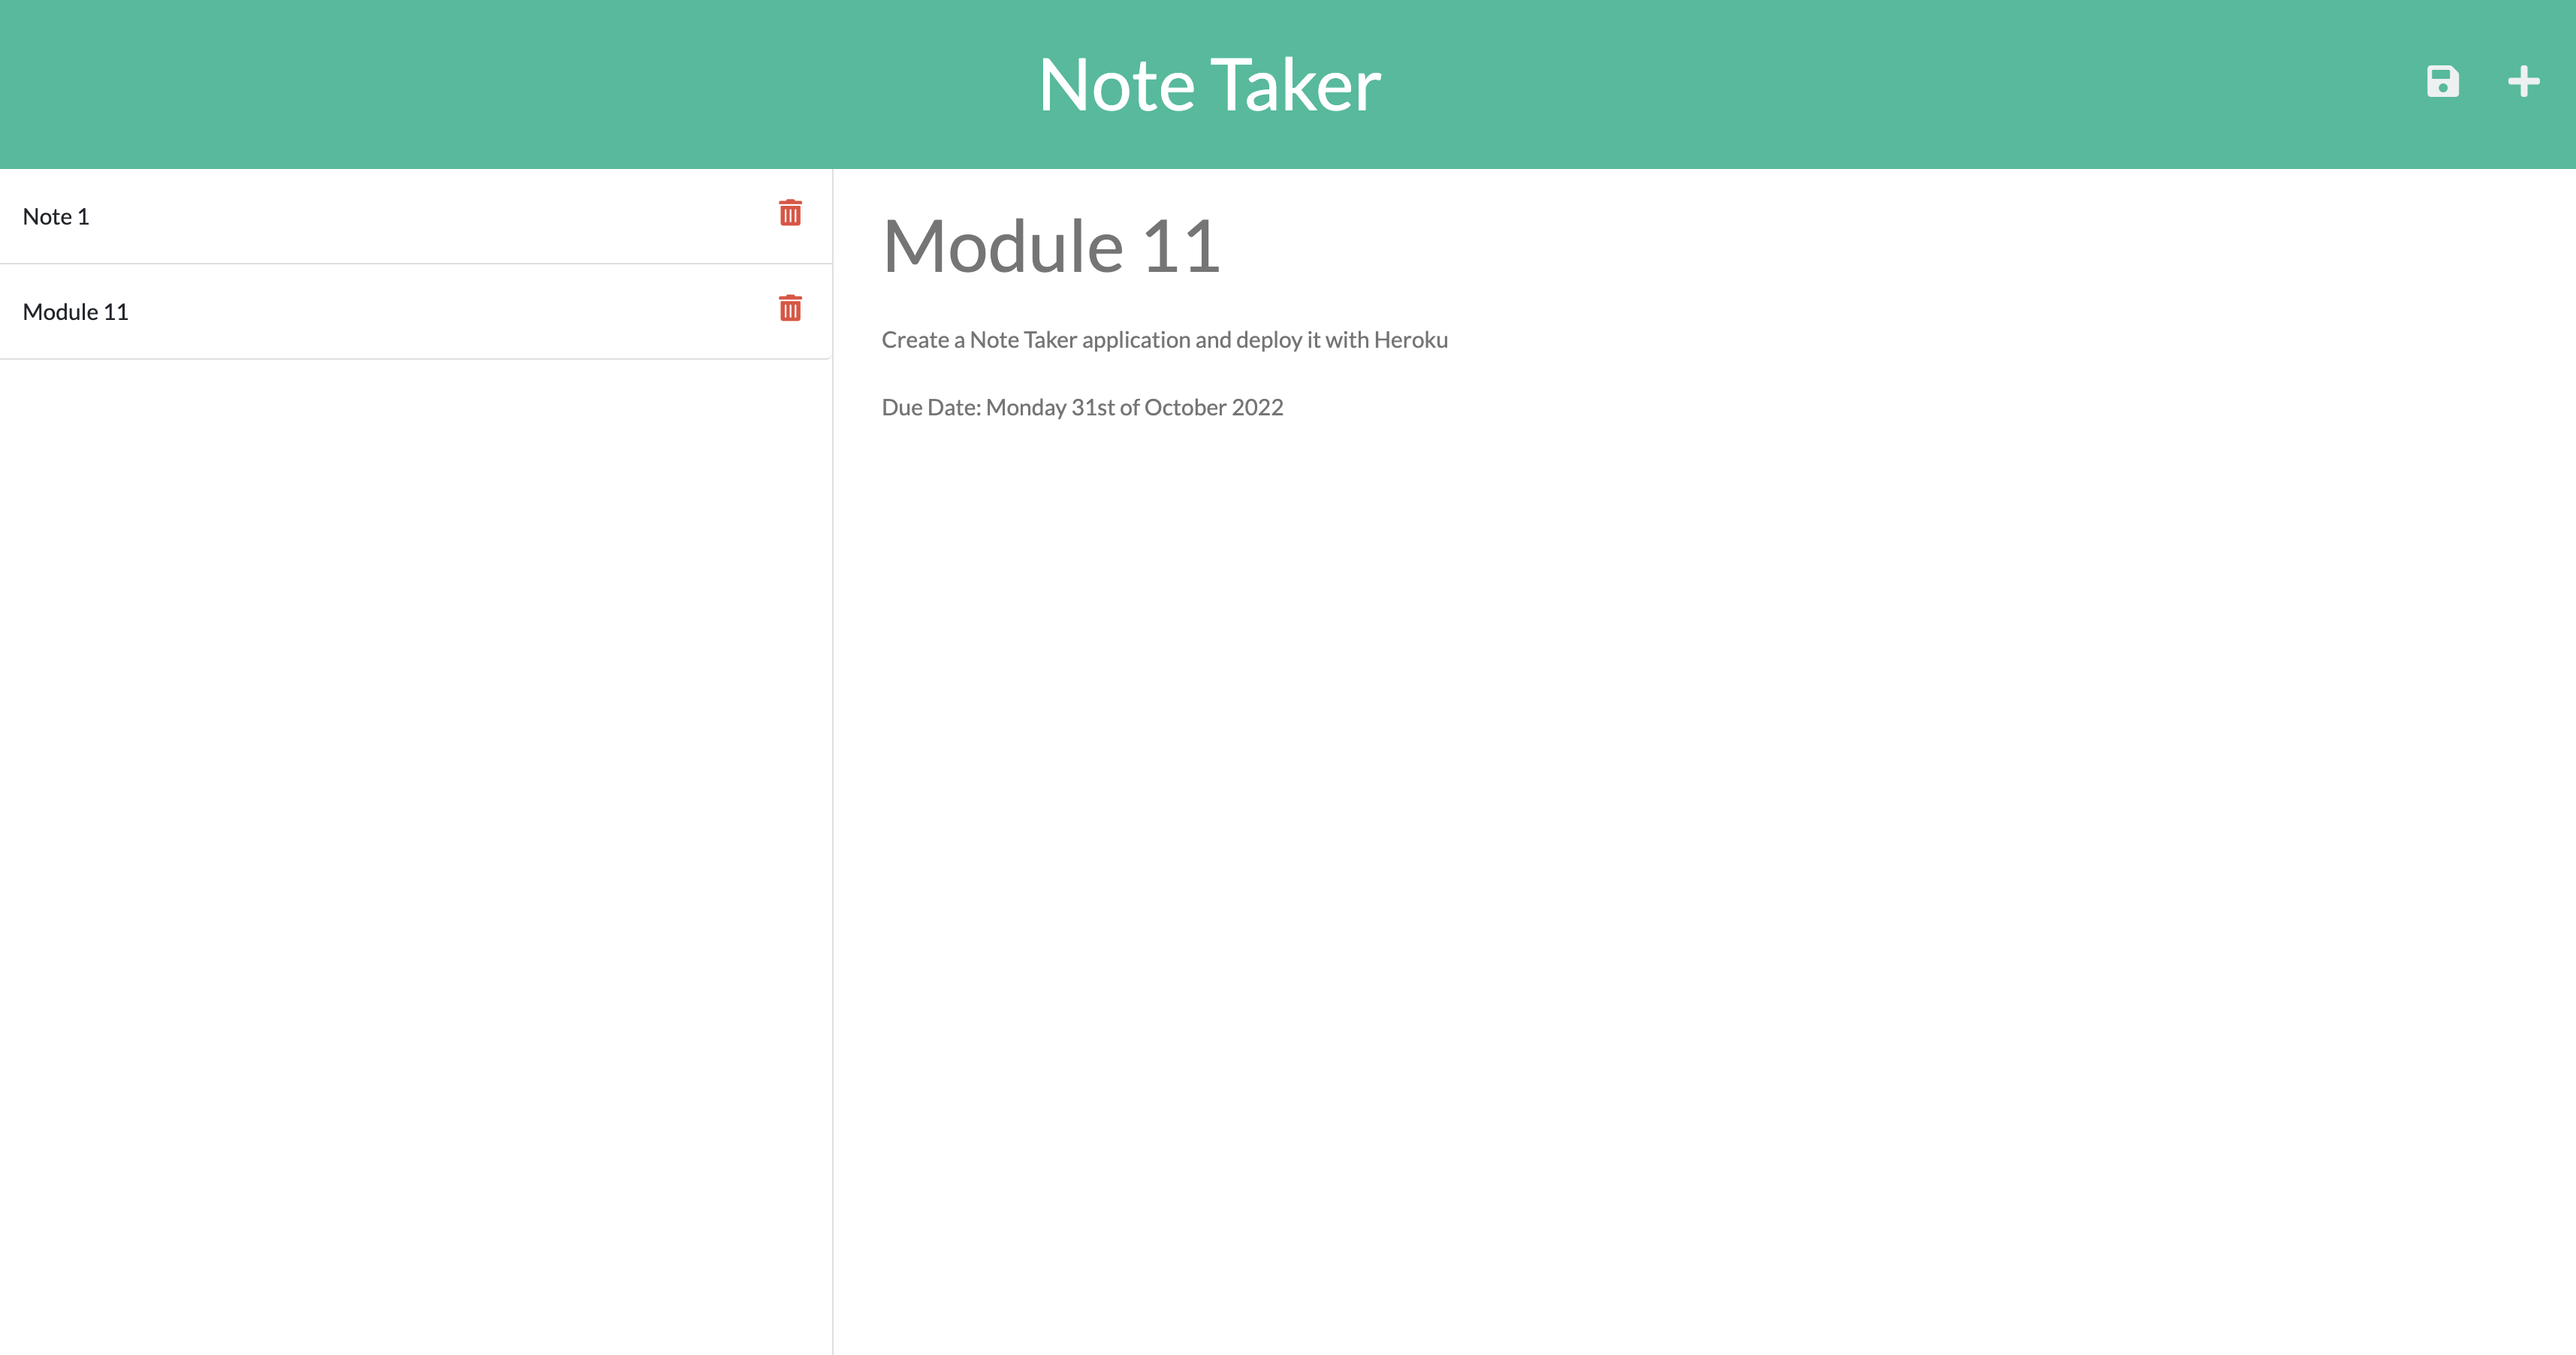 Note Taker
Note 1
Module 11
Module 11
Create a Note Taker application and deploy it with Heroku
Due Date: Monday 31st of October 2022